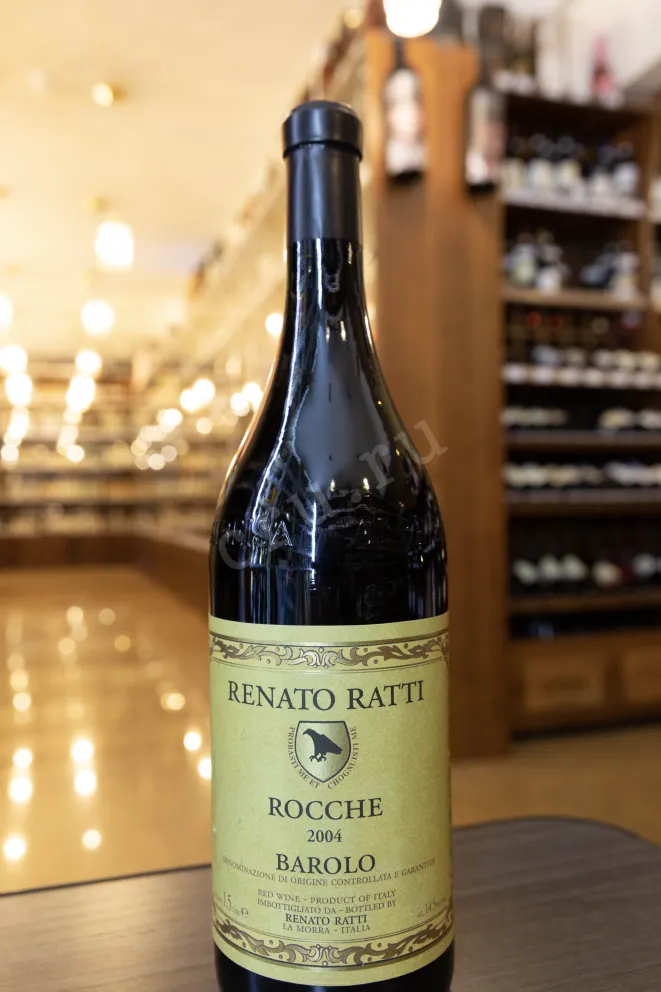 RENATO RATTI
PROBASTI ME ET CHOGNUISTI ME
ROCCHE
2004
BAROLO
DENOMINAZIONE DI ORIGINE CONTROLLATA E GARANTITA
RED WINE - PRODUCT OF ITALY
IMBOTTIGLIATO DA - BOTTLED BY
RENATO RATTI
LA MORRA - ITALIA